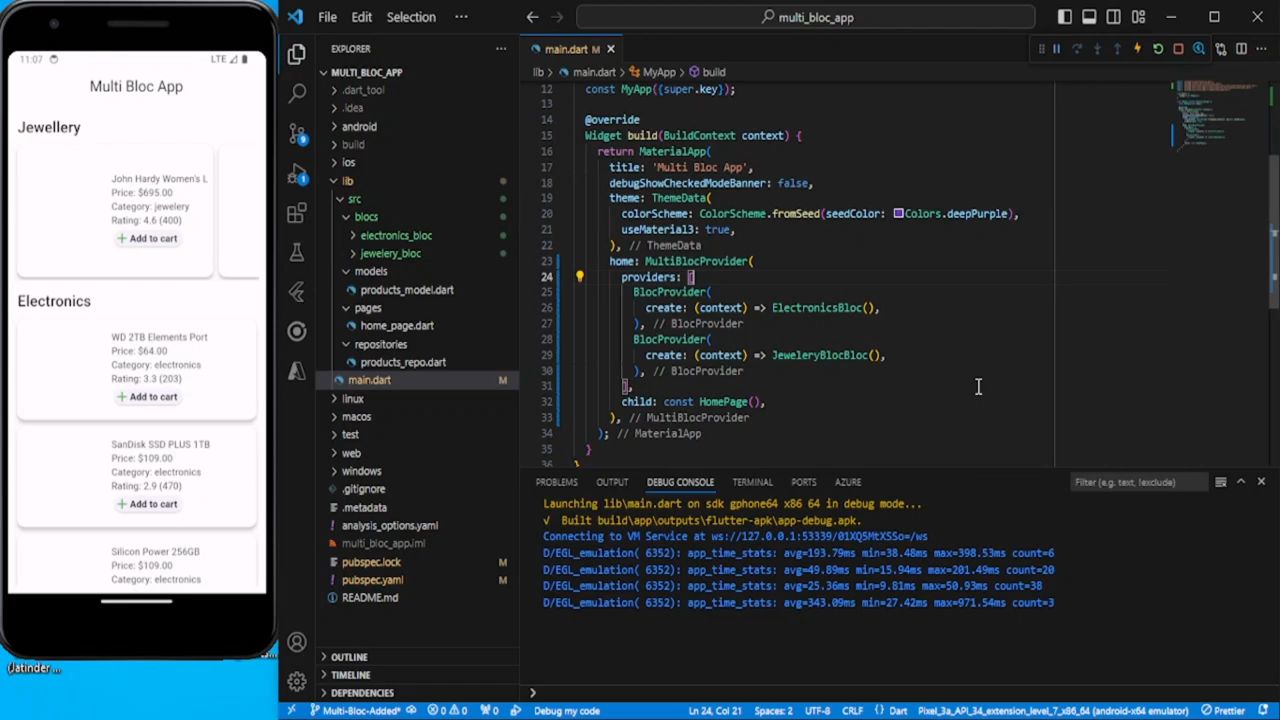 11:07
LTE
Multi Bloc App
Jewellery
John Hardy Women's L
Price: $695.00
Category: jewelery
Rating: 4.6 (400)
Add to cart
Electronics
WD 2TB Elements Port
Price: $64.00
Category: electronics
Rating: 3.3 (203)
Add to cart
SanDisk SSD PLUS 1TB
Price: $109.00
Category: electronics
Rating: 2.9 (470)
Add to cart
Silicon Power 256GB
Price: $109.00
Category: electronics
(Jatinder ...
File Edit Selection ···
multi_bloc_app
EXPLORER
MULTI_BLOC_APP
.dart_tool
.idea
android
build
ios
lib
src
blocs
electronics_bloc
jewelery_bloc
models
products_model.dart
pages
home_page.dart
repositories
products_repo.dart
main.dart M
linux
macos
test
web
windows
.gitignore
.metadata
analysis_options.yaml
multi_bloc_app.iml
pubspec.lock M
pubspec.yaml M
README.md
OUTLINE
TIMELINE
DEPENDENCIES
9
1
main.dart M
lib > main.dart > MyApp > build
12 const MyApp({super.key});
13
14 @override
15 Widget build(BuildContext context) {
16 return MaterialApp(
17 title: 'Multi Bloc App',
18 debugShowCheckedModeBanner: false,
19 theme: ThemeData(
20 colorScheme: ColorScheme.fromSeed(seedColor: Colors.deepPurple),
21 useMaterial3: true,
22 ), // ThemeData
23 home: MultiBlocProvider(
24 providers: [
25 BlocProvider(
26 create: (context) => ElectronicsBloc(),
27 ), // BlocProvider
28 BlocProvider(
29 create: (context) => JeweleryBlocBloc(),
30 ), // BlocProvider
31 ],
32 child: const HomePage(),
33 ), // MultiBlocProvider
34 ); // MaterialApp
35 }
36 }
PROBLEMS OUTPUT DEBUG CONSOLE TERMINAL PORTS AZURE
Filter (e.g. text, !exclude)
Launching lib\main.dart on sdk gphone64 x86 64 in debug mode...
√ Built build\app\outputs\flutter-apk\app-debug.apk.
Connecting to VM Service at ws://127.0.0.1:53339/01XQ5MtXSSo=/ws
D/EGL_emulation( 6352): app_time_stats: avg=193.79ms min=38.48ms max=398.53ms count=6
D/EGL_emulation( 6352): app_time_stats: avg=49.89ms min=15.94ms max=201.49ms count=20
D/EGL_emulation( 6352): app_time_stats: avg=25.36ms min=9.81ms max=50.93ms count=38
D/EGL_emulation( 6352): app_time_stats: avg=343.09ms min=27.42ms max=971.54ms count=3
Multi-Bloc-Added* 0 0 0 Debug my code Ln 24, Col 21 Spaces: 2 UTF-8 CRLF {} Dart Pixel_3a_API_34_extension_level_7_x86_64 (android-x64 emulator) Prettier